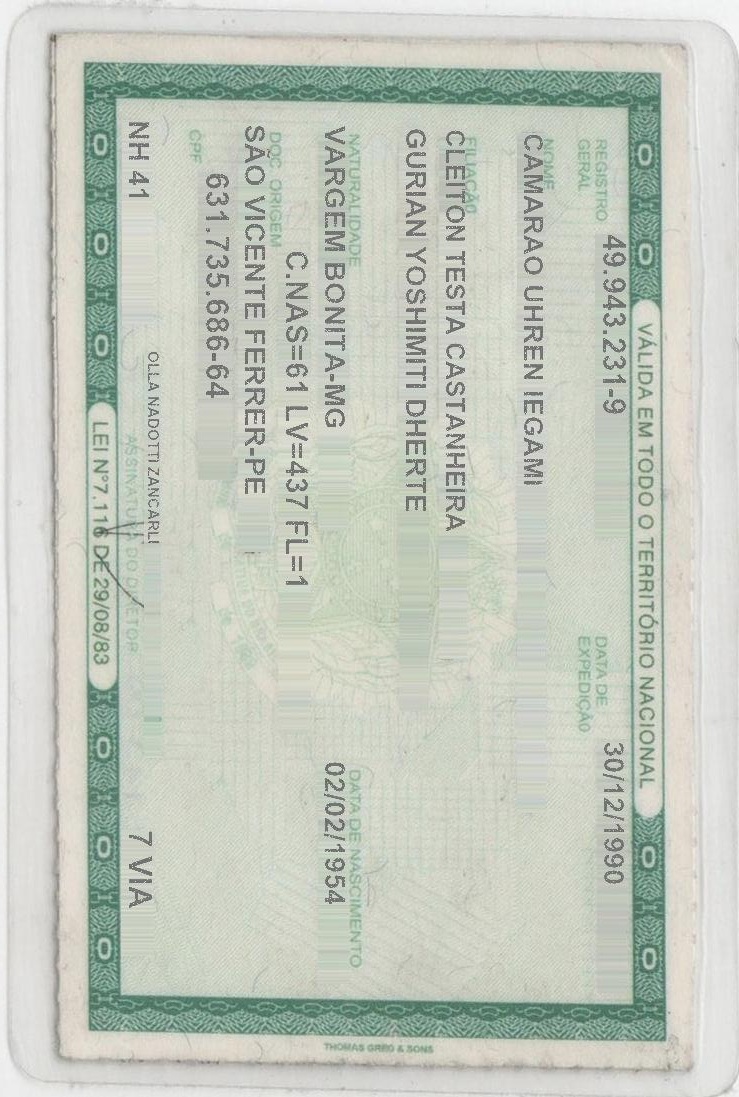 VÁLIDA EM TODO O TERRITÓRIO NACIONAL
REGISTRO GERAL 49.943.231-9 DATA DE EXPEDIÇÃO 30/12/1990
NOME
CAMARAO UHREN IEGAMI
FILIAÇÃO
CLEITON TESTA CASTANHEIRA
GURIAN YOSHIMITI DHERTE
NATURALIDADE DATA DE NASCIMENTO
VARGEM BONITA-MG 02/02/1954
DOC ORIGEM C.NAS=61 LV=437 FL=1
SÃO VICENTE FERRER-PE
CPF 631.735.686-64
NH 41 OLLA NADOTTI ZANCARLI 7 VIA
ASSINATURA DO DIRETOR
LEI Nº7.116 DE 29/08/83
THOMAS GREG & SONS